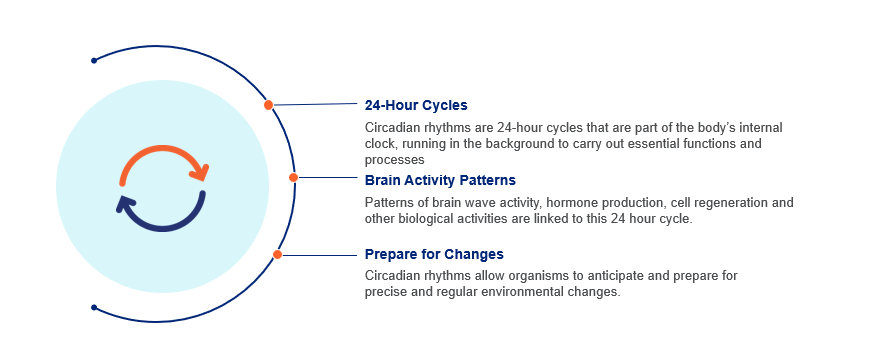 24-Hour Cycles
Circadian rhythms are 24-hour cycles that are part of the body’s internal
clock, running in the background to carry out essential functions and
processes
Brain Activity Patterns
Patterns of brain wave activity, hormone production, cell regeneration and
other biological activities are linked to this 24 hour cycle.
Prepare for Changes
Circadian rhythms allow organisms to anticipate and prepare for
precise and regular environmental changes.